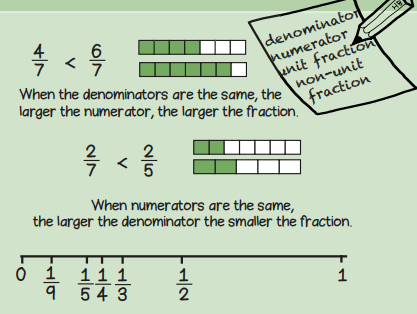 denominator
numerator
unit fraction
non-unit
fraction
HB
4/7 < 6/7
When the denominators are the same, the
larger the numerator, the larger the fraction.
2/7 < 2/5
When numerators are the same,
the larger the denominator the smaller the fraction.
0 1/9 1/5 1/4 1/3 1/2 1